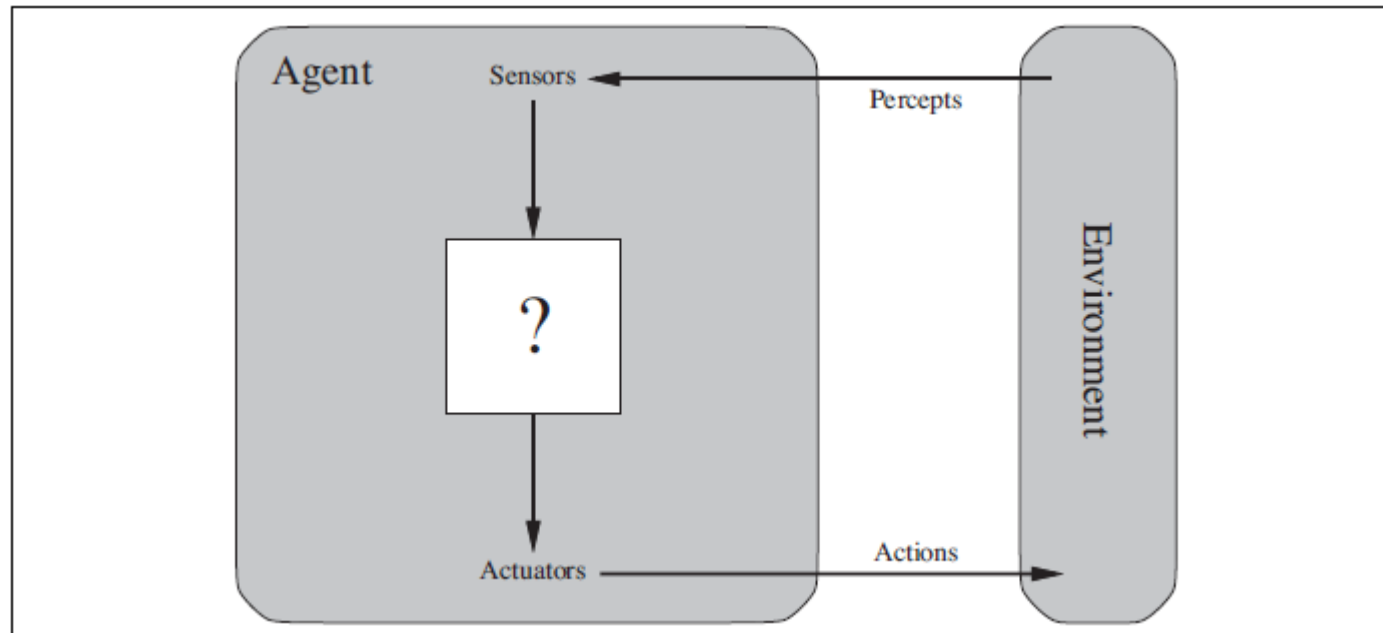 Agent
Sensors
Percepts
?
Environment
Actions
Actuators